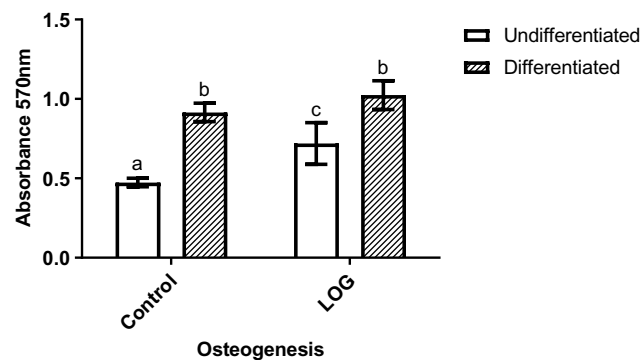 Absorbance 570nm
1.5
1.0
0.5
0.0
a
b
c
b
Control
LOG
Osteogenesis
Undifferentiated
Differentiated